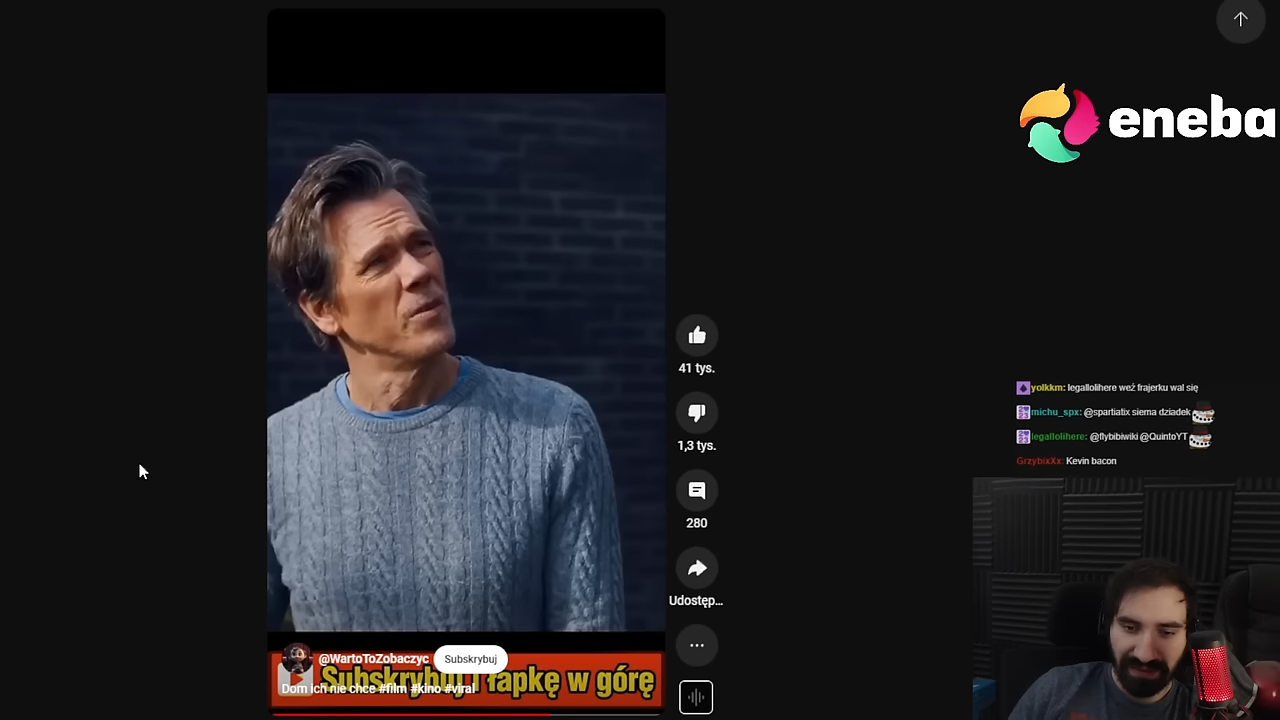 eneba
41 tys.
1,3 tys.
280
Udostęp...
yolkkm: legallolihere weź frajerku wal się
michu_spx: @spartiatix siema dziadek
legallolihere: @flybibiwiki @QuintoYT
GrzybixXx: Kevin bacon
@WartoToZobaczyc
Subskrybuj
Subskrybuj i łapkę w górę
Dom ich nie chce #film #kino #viral